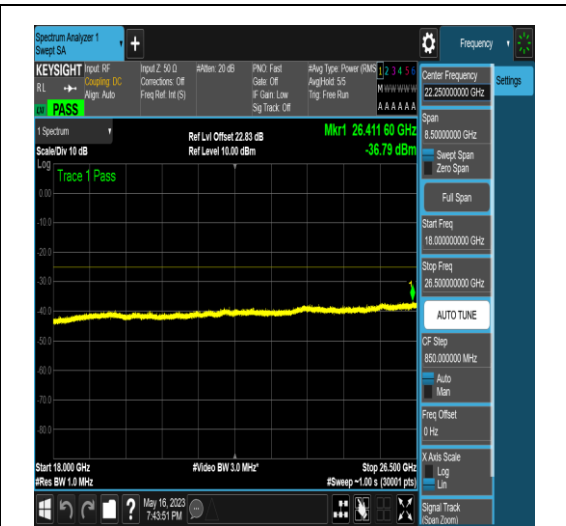 Spectrum Analyzer 1
Swept SA
+
Frequency
KEYSIGHT
Input: RF
Coupling: DC
Align: Auto
RL
PASS
Input Z: 50 Ω
Corrections: Off
Freq Ref: Int (S)
#Atten: 20 dB
PNO: Fast
Gate: Off
IF Gain: Low
Sig Track: Off
#Avg Type: Power (RMS
Avg|Hold: 5/5
Trig: Free Run
1 2 3 4 5 6
M W W W W W
A A A A A A
1 Spectrum
Scale/Div 10 dB
Log
Ref Lvl Offset 22.83 dB
Ref Level 10.00 dBm
Mkr1 26.411 60 GHz
-36.79 dBm
Trace 1 Pass
0.00
-10.0
-20.0
-30.0
-40.0
-50.0
-60.0
-70.0
-80.0
1
Start 18.000 GHz
#Res BW 1.0 MHz
#Video BW 3.0 MHz*
Stop 26.500 GHz
#Sweep ~1.00 s (30001 pts)
May 16, 2023
7:43:51 PM
?
Center Frequency
22.250000000 GHz
Settings
Span
8.50000000 GHz
Swept Span
Zero Span
Full Span
Start Freq
18.000000000 GHz
Stop Freq
26.500000000 GHz
AUTO TUNE
CF Step
850.000000 MHz
Auto
Man
Freq Offset
0 Hz
X Axis Scale
Log
Lin
Signal Track
(Span Zoom)